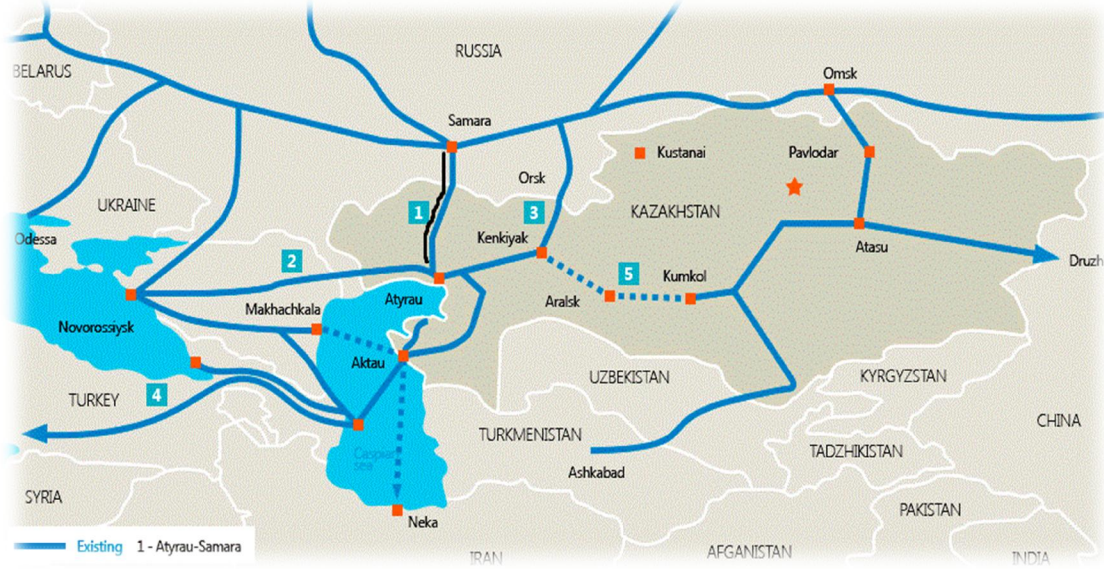 RUSSIA
BELARUS
Omsk
Samara
Kustanai
Pavlodar
Orsk
UKRAINE
1
3
KAZAKHSTAN
Odessa
Kenkiyak
Atasu
2
5
Kumkol
Druzh
Atyrau
Aralsk
Makhachkala
Novorossiysk
Aktau
UZBEKISTAN
KYRGYZSTAN
4
TURKEY
CHINA
TURKMENISTAN
TADZHIKISTAN
Caspian
sea
Ashkabad
SYRIA
PAKISTAN
Neka
Existing 1 - Atyrau-Samara
IRAN
AFGANISTAN
INDIA